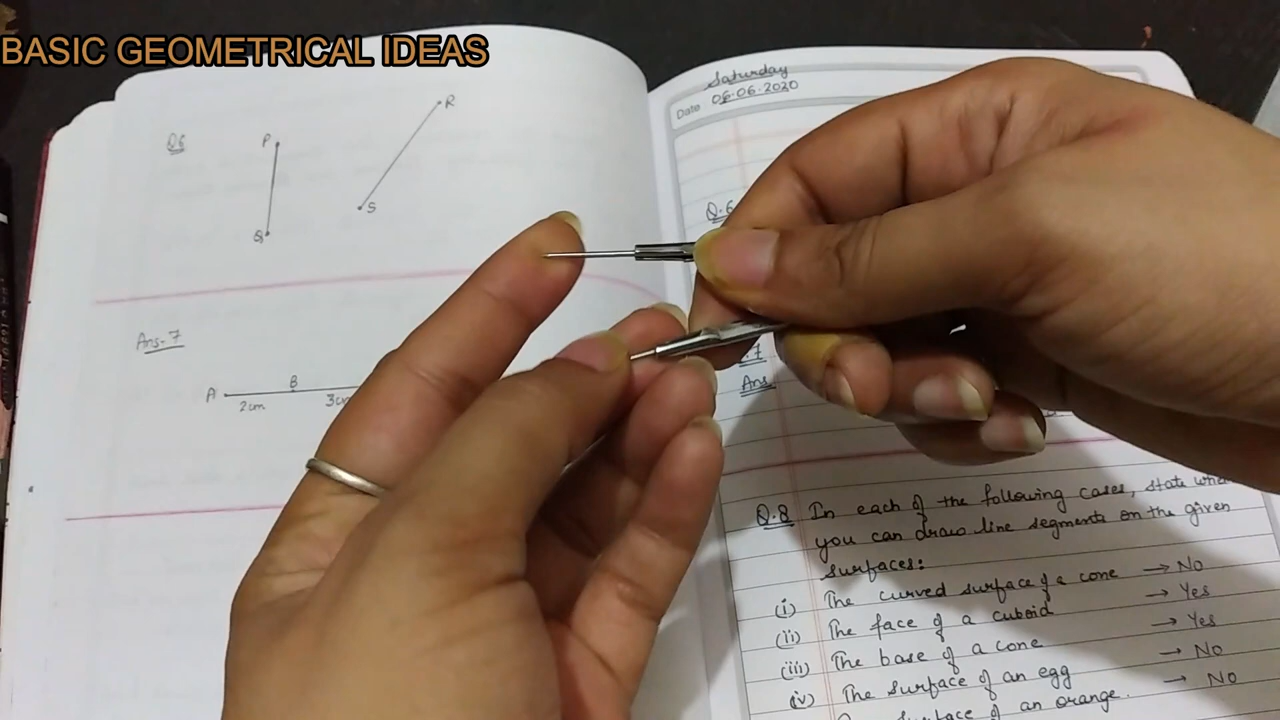 BASIC GEOMETRICAL IDEAS
Q6
P
Q
R
S
Ans-7
A
B
2cm
3cm
Saturday
Date 06.06.2020
Q.6
.7
Ans
Q.8 In each of the following cases, state
you can draw line segments on the given
surfaces:
(i) The curved surface of a cone → No
(ii) The face of a cuboid → Yes
(iii) The base of a cone → Yes
(iv) The surface of an egg → No
surface of an orange. → No